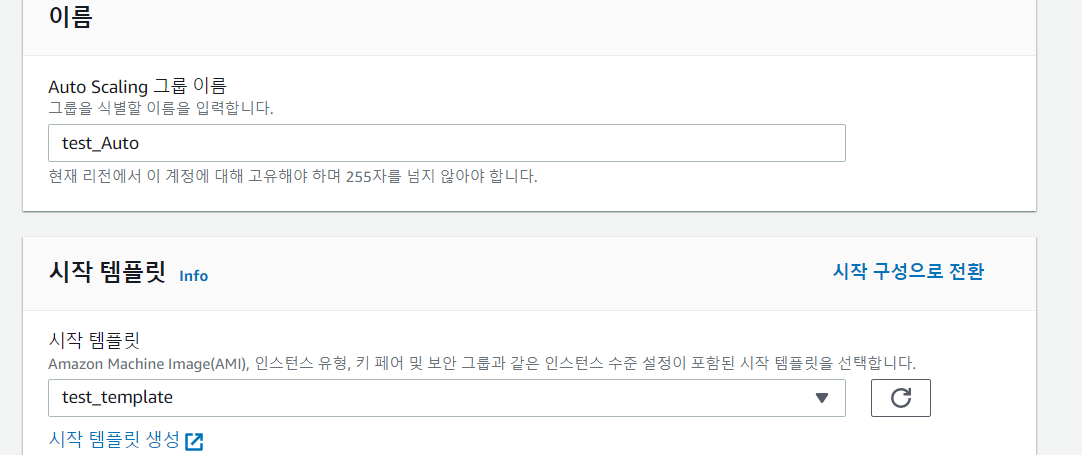 이름
Auto Scaling 그룹 이름
그룹을 식별할 이름을 입력합니다.
test_Auto
현재 리전에서 이 계정에 대해 고유해야 하며 255자를 넘지 않아야 합니다.
시작 템플릿 Info 시작 구성으로 전환
시작 템플릿
Amazon Machine Image(AMI), 인스턴스 유형, 키 페어 및 보안 그룹과 같은 인스턴스 수준 설정이 포함된 시작 템플릿을 선택합니다.
test_template
시작 템플릿 생성